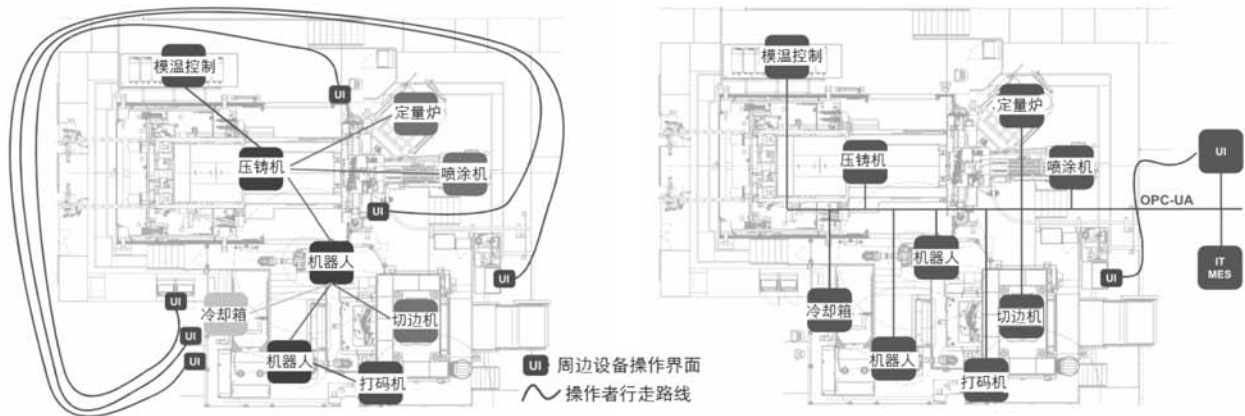 模温控制
UI
定量炉
压铸机
喷涂机
UI
机器人
UI
UI
冷却箱
切边机
UI
机器人
UI
打码机
UI 周边设备操作界面
操作者行走路线
模温控制
定量炉
压铸机
喷涂机
UI
OPC-UA
机器人
UI
IT
MES
冷却箱
切边机
机器人
打码机